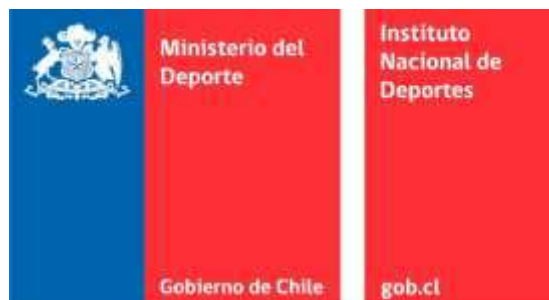 Ministerio del
Deporte
Gobierno de Chile
Instituto
Nacional de
Deportes
gob.cl